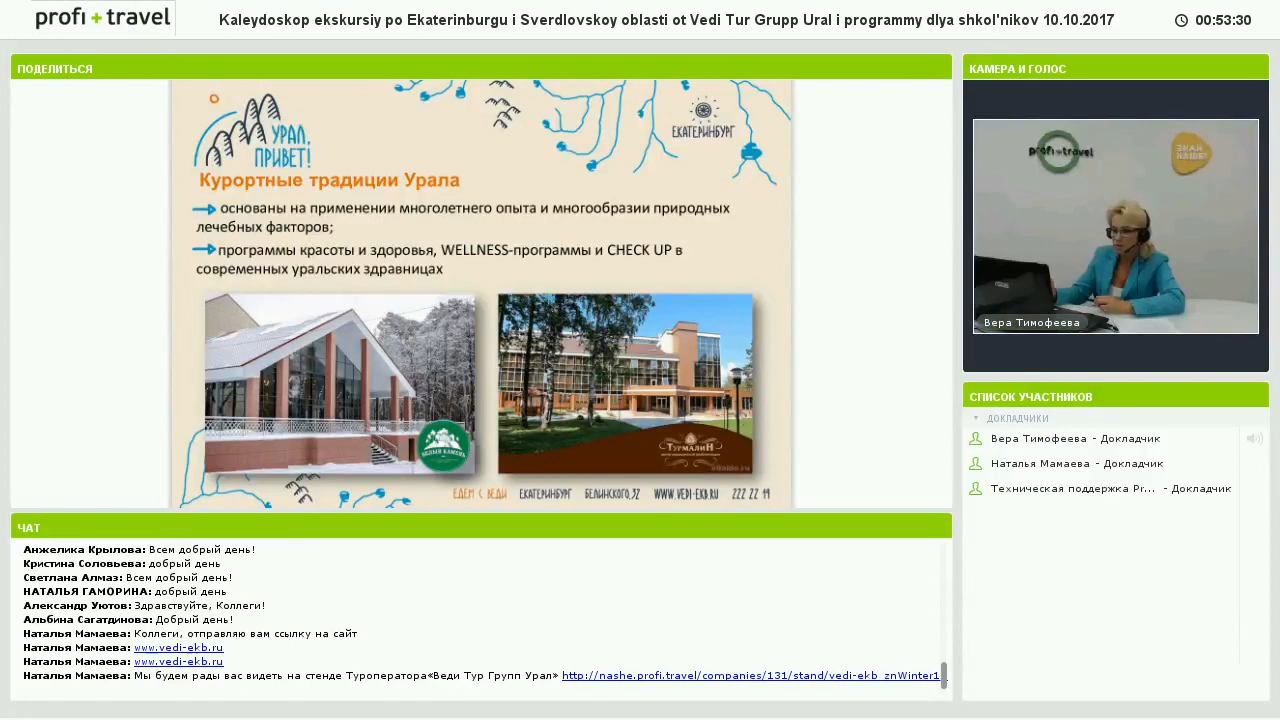 profi + travel
Kaleydoskop ekskursiy po Ekaterinburgu i Sverdlovskoy oblasti ot Vedi Tur Grupp Ural i programmy dlya shkol'nikov 10.10.2017
00:53:30
ПОДЕЛИТЬСЯ
УРАЛ,
ПРИВЕТ!
ЕКАТЕРИНБУРГ
Курортные традиции Урала
основаны на применении многолетнего опыта и многообразии природных
лечебных факторов;
программы красоты и здоровья, WELLNESS-программы и CHECK UP в
современных уральских здравницах
БЕЛЫЙ КАМЕНЬ
ТУРМАЛИН
ЕДЕМ С ВЕДИ ЕКАТЕРИНБУРГ БЕЛИНСКОГО,32 WWW.VEDI-EKB.RU 222 22 19
КАМЕРА И ГОЛОС
profi+travel
ЗНАЙ
НАШЕ!
Вера Тимофеева
СПИСОК УЧАСТНИКОВ
ДОКЛАДЧИКИ
Вера Тимофеева - Докладчик
Наталья Мамаева - Докладчик
Техническая поддержка Pr... - Докладчик
ЧАТ
Анжелика Крылова: Всем добрый день!
Кристина Соловьева: добрый день
Светлана Алмаз: Всем добрый день!
НАТАЛЬЯ ГАМОРИНА: добрый день
Александр Уютов: Здравствуйте, Коллеги!
Альбина Сагатдинова: Добрый день!
Наталья Мамаева: Коллеги, отправляю вам ссылку на сайт
Наталья Мамаева: www.vedi-ekb.ru
Наталья Мамаева: www.vedi-ekb.ru
Наталья Мамаева: Мы будем рады вас видеть на стенде Туроператора«Веди Тур Групп Урал» http://nashe.profi.travel/companies/131/stand/vedi-ekb_znWinter1